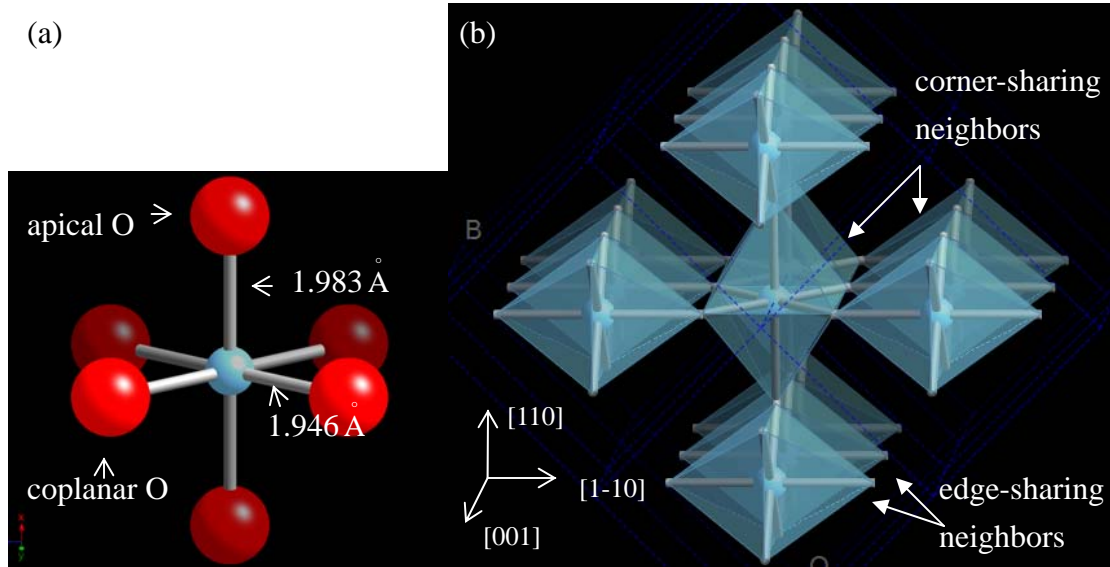 (a)
apical O
1.983 Å
1.946 Å
coplanar O
x
y
(b)
corner-sharing
neighbors
B
[110]
[1-10]
[001]
edge-sharing
neighbors